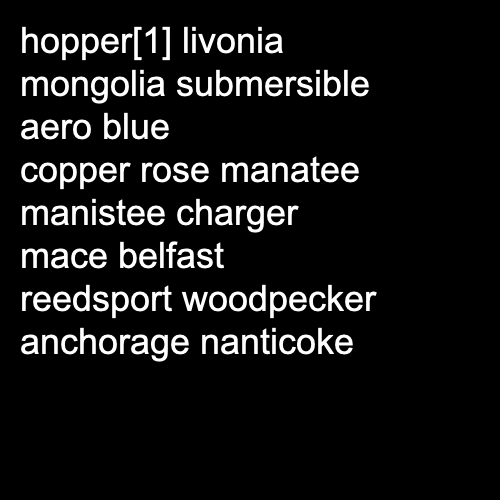 hopper[1] livonia
mongolia submersible
aero blue
copper rose manatee
manistee charger
mace belfast
reedsport woodpecker
anchorage nanticoke